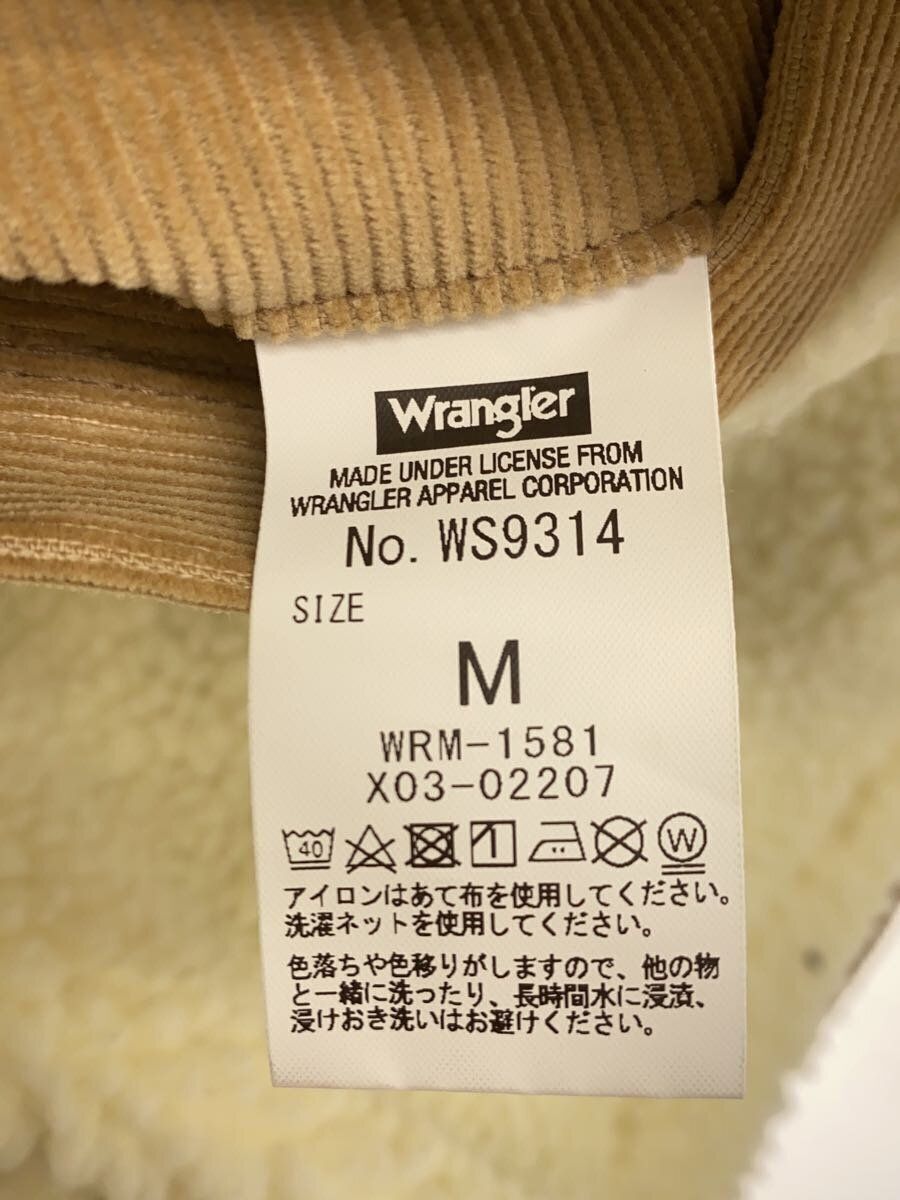 Wrangler
MADE UNDER LICENSE FROM
WRANGLER APPAREL CORPORATION
No. WS9314
SIZE
M
WRM-1581
X03-02207
40
W
アイロンはあて布を使用してください。
洗濯ネットを使用してください。
色落ちや色移りがしますので、他の物
と一緒に洗ったり、長時間水に浸漬、
浸けおき洗いはお避けください。